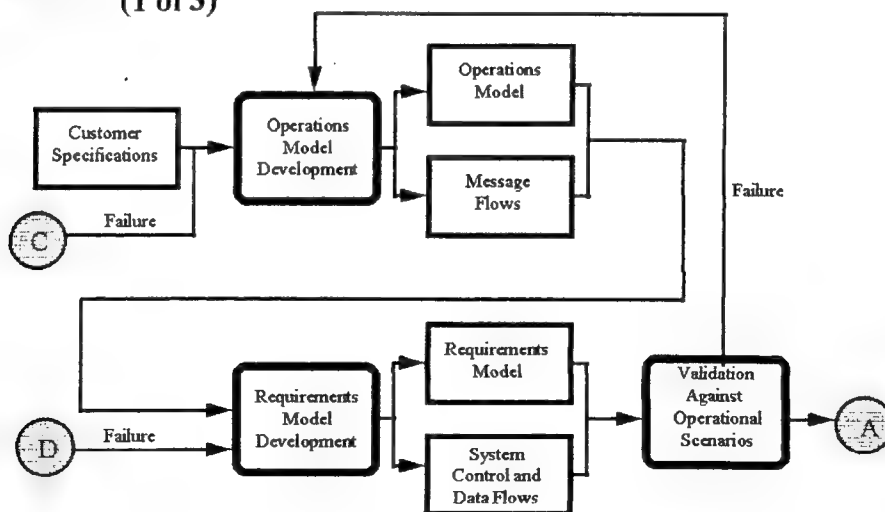 (1 of 3)
Operations
Model
Customer
Specifications
Operations
Model
Development
Message
Flows
Failure
Failure
C
Requirements
Model
Validation
Against
Operational
Scenarios
Requirements
Model
Development
Failure
D
A
System
Control and
Data Flows